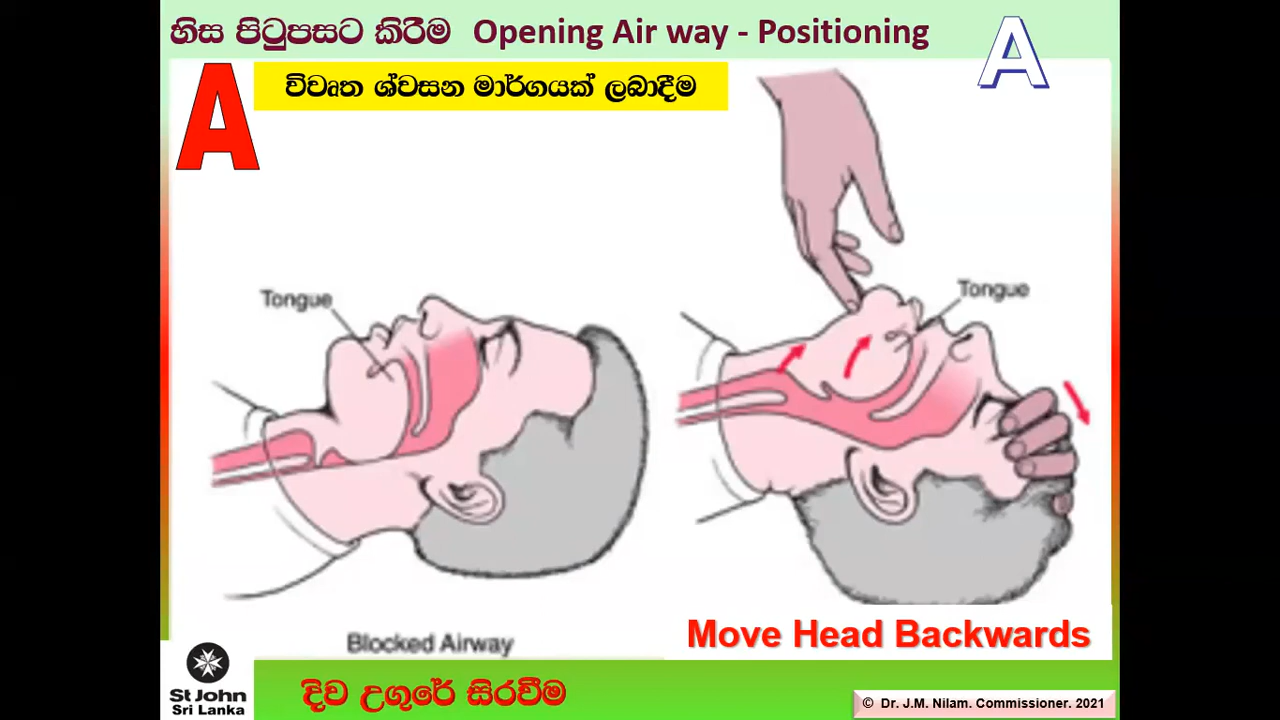 හිස පිටුපසට කිරීම Opening Air way - Positioning
A
A
විවෘත ශ්වසන මාර්ගයක් ලබාදීම
Tongue
Tongue
Blocked Airway
Move Head Backwards
St John
Sri Lanka
දිව උගුරේ සිරවීම
© Dr. J.M. Nilam. Commissioner. 2021